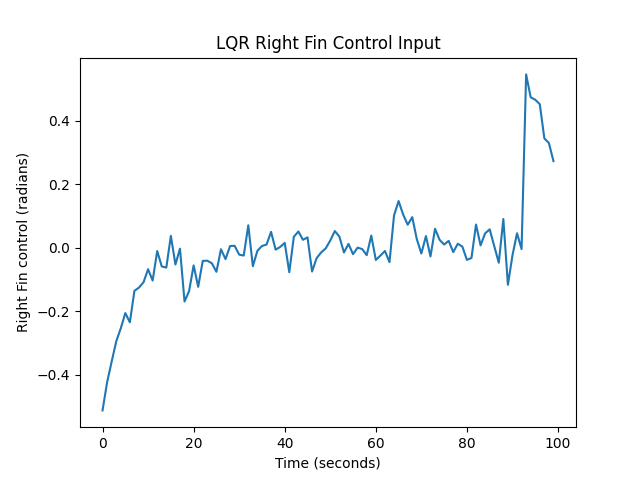 LQR Right Fin Control Input
Right Fin control (radians)
0.4
0.2
0.0
−0.2
−0.4
0 20 40 60 80 100
Time (seconds)